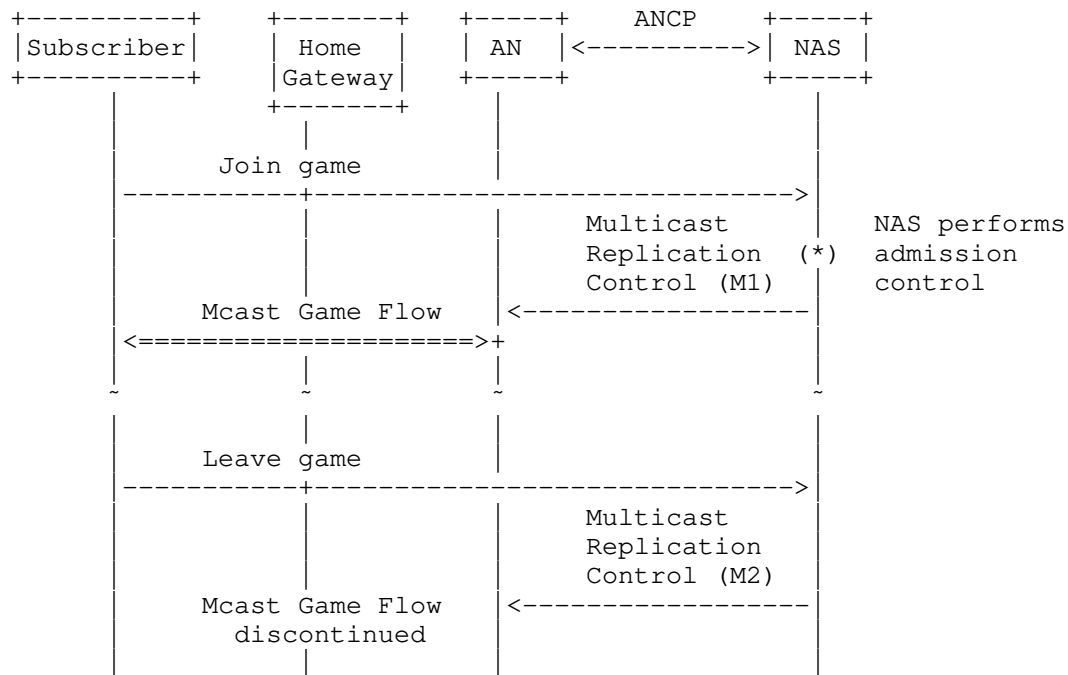 ANCP
Subscriber Home AN <----------> NAS
Gateway
Join game
Multicast NAS performs
Replication (*) admission
Control (M1) control
Mcast Game Flow
Leave game
Multicast
Replication
Control (M2)
Mcast Game Flow
discontinued